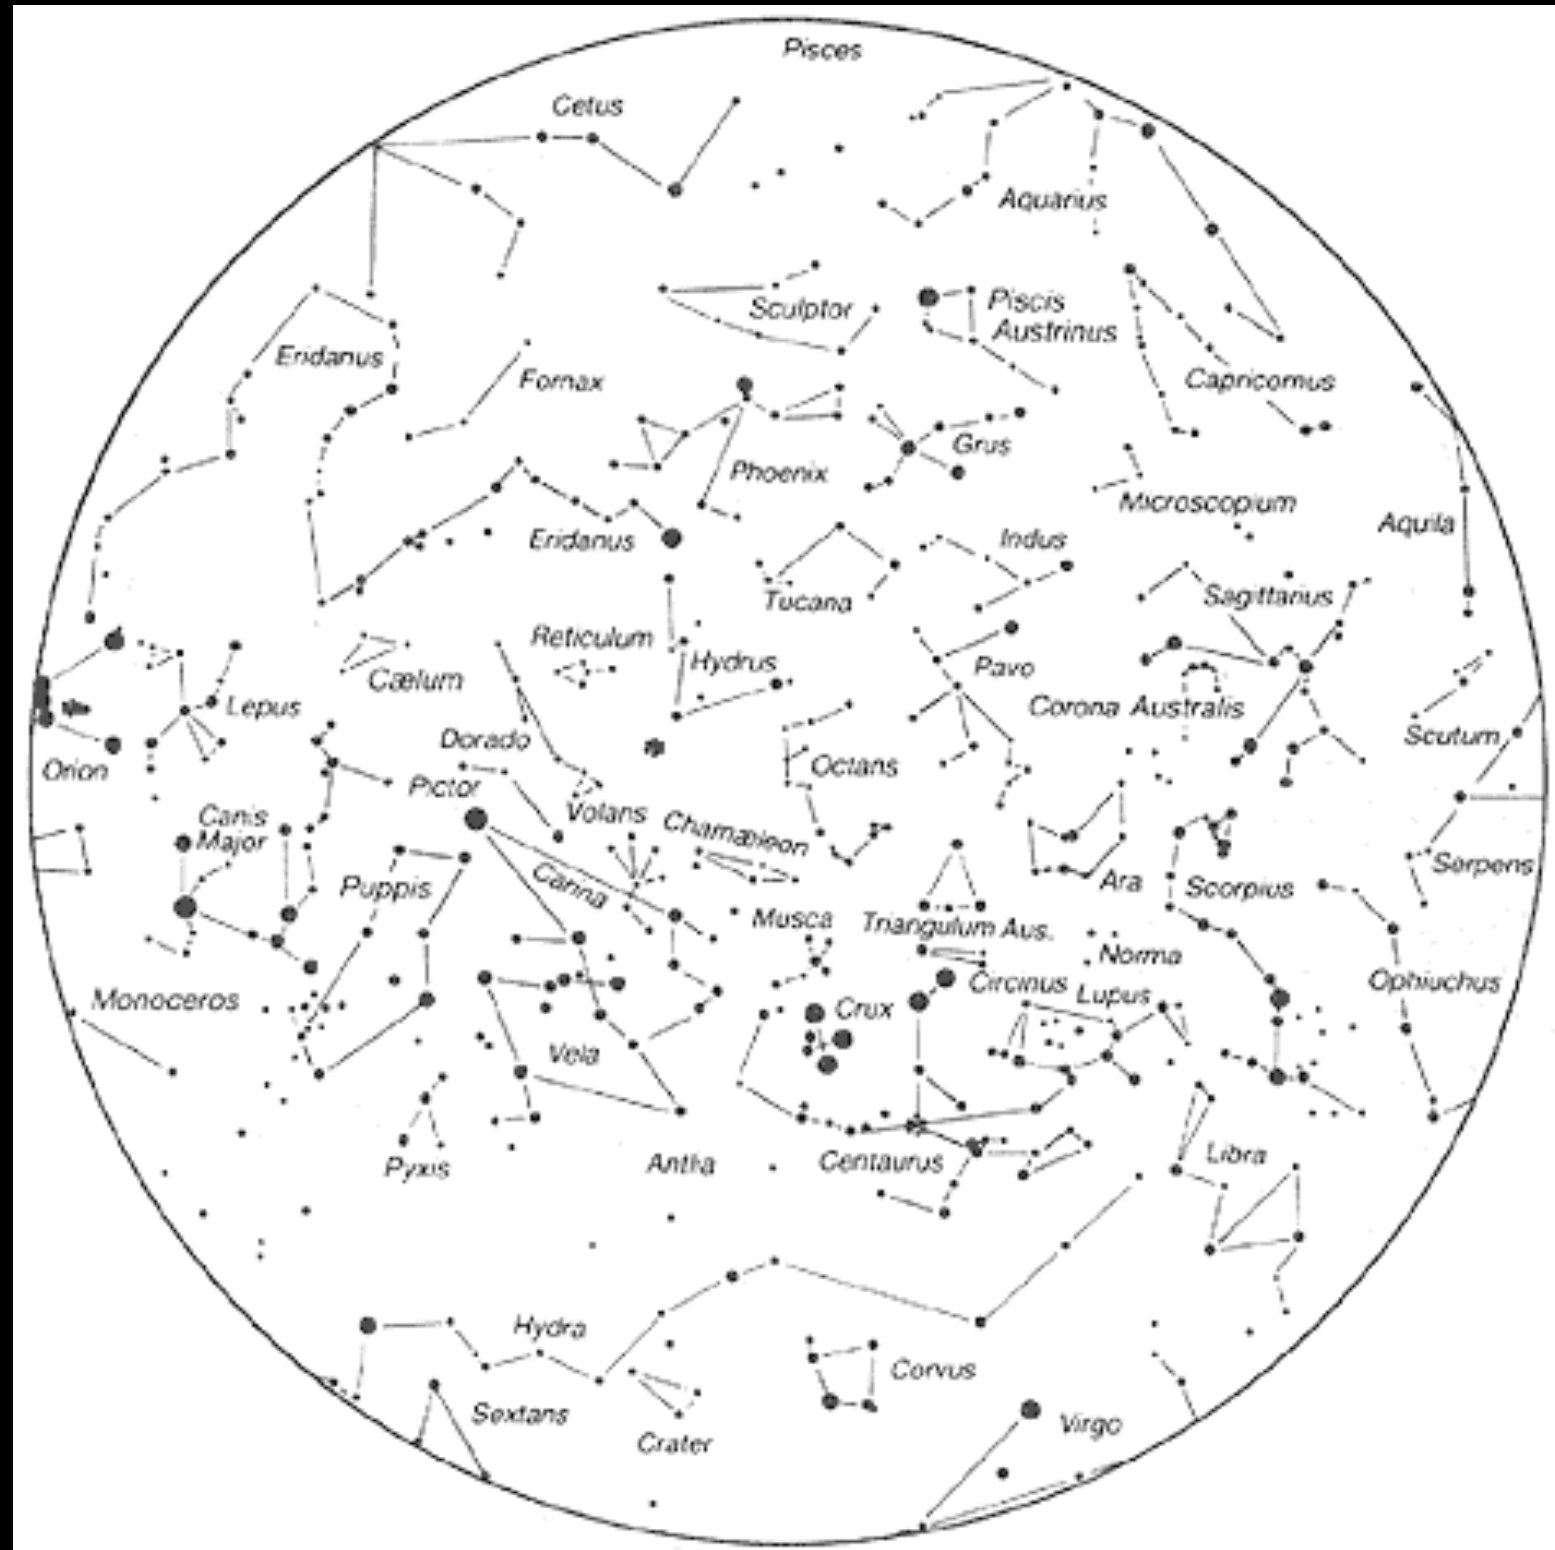 Pisces
Cetus
Aquarius
Sculptor
Piscis
Austrinus
Eridanus
Fornax
Capricornus
Grus
Phoenix
Microscopium
Aquila
Eridanus
Indus
Tucana
Sagittarius
Reticulum
Hydrus
Pavo
Cælum
Lepus
Corona Australis
Scutum
Dorado
Orion
Octans
Pictor
Canis
Major
Volans
Chamæleon
Serpens
Carina
Ara
Scorpius
Puppis
Musca
Triangulum Aus.
Norma
Monoceros
Circinus
Ophiuchus
Crux
Lupus
Vela
Pyxis
Antlia
Centaurus
Libra
Hydra
Corvus
Sextans
Crater
Virgo